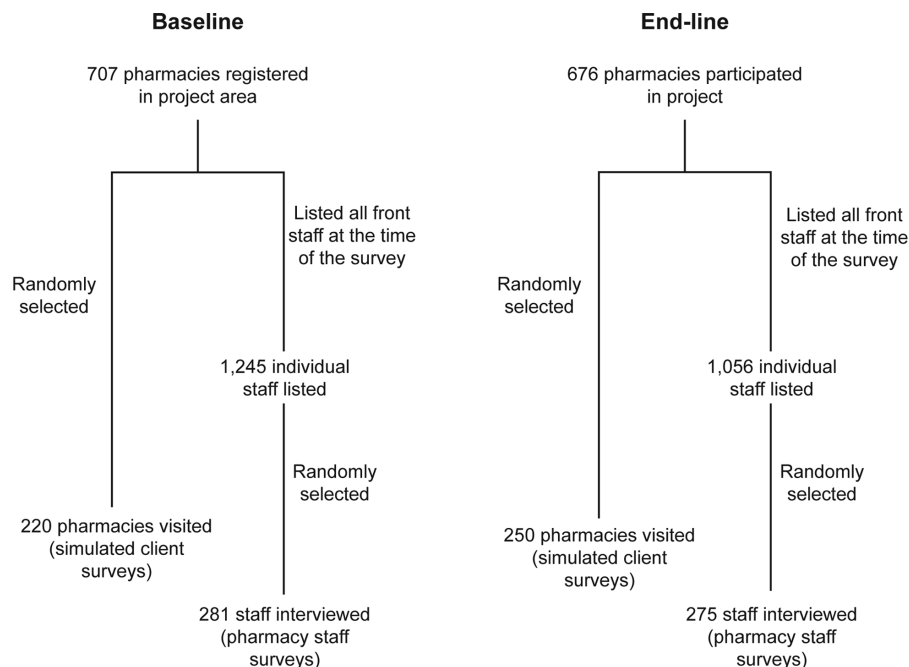 Baseline
707 pharmacies registered
in project area
Listed all front
staff at the time
of the survey
Randomly
selected
1,245 individual
staff listed
Randomly
selected
220 pharmacies visited
(simulated client
surveys)
281 staff interviewed
(pharmacy staff
surveys)
End-line
676 pharmacies participated
in project
Listed all front
staff at the time
of the survey
Randomly
selected
1,056 individual
staff listed
Randomly
selected
250 pharmacies visited
(simulated client
surveys)
275 staff interviewed
(pharmacy staff
surveys)